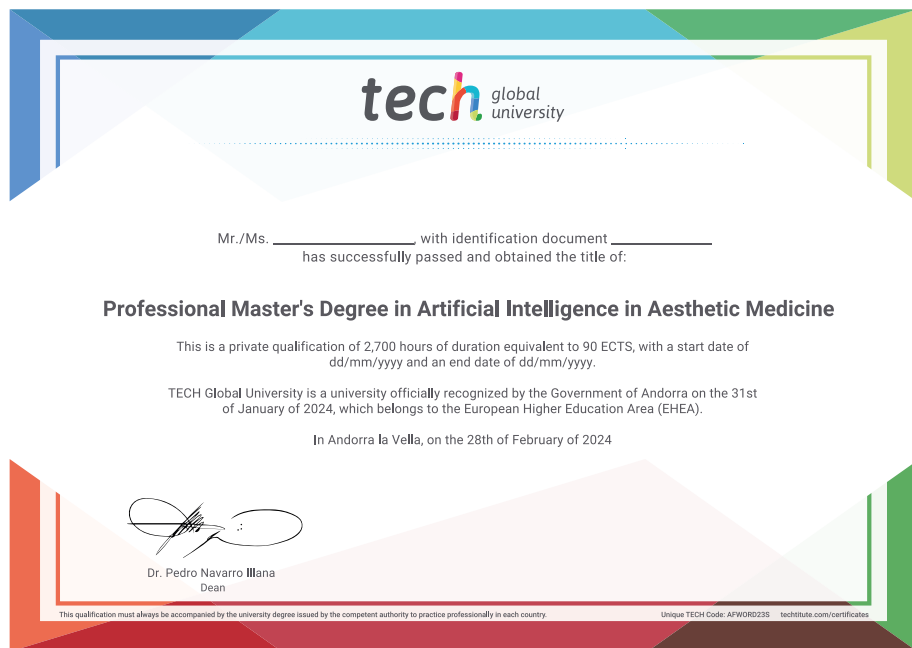 tech global
university
Mr./Ms. ________________, with identification document ____________
has successfully passed and obtained the title of:
Professional Master's Degree in Artificial Intelligence in Aesthetic Medicine
This is a private qualification of 2,700 hours of duration equivalent to 90 ECTS, with a start date of
dd/mm/yyyy and an end date of dd/mm/yyyy.
TECH Global University is a university officially recognized by the Government of Andorra on the 31st
of January of 2024, which belongs to the European Higher Education Area (EHEA).
In Andorra la Vella, on the 28th of February of 2024
Dr. Pedro Navarro Illana
Dean
This qualification must always be accompanied by the university degree issued by the competent authority to practice professionally in each country.
Unique TECH Code: AFWORD23S techtitute.com/certificates